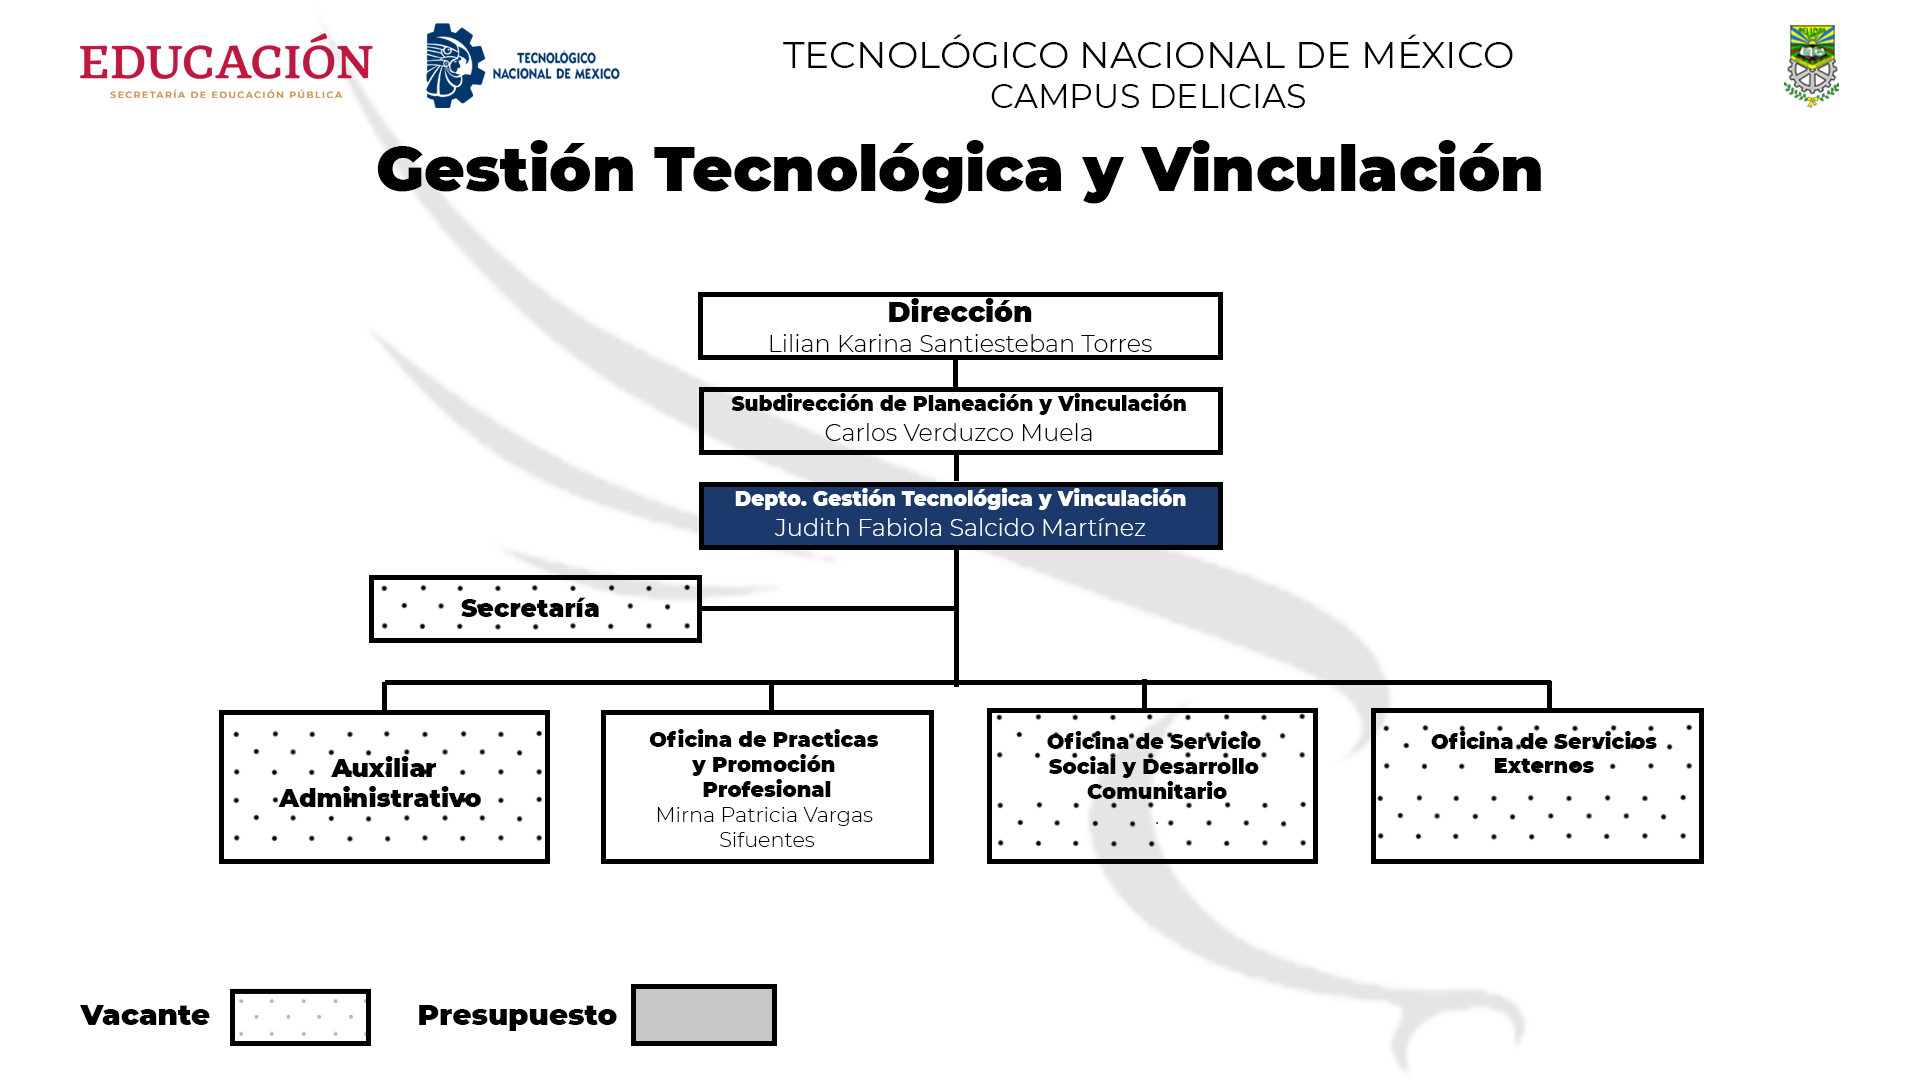 EDUCACIÓN
SECRETARÍA DE EDUCACIÓN PÚBLICA
TECNOLÓGICO
NACIONAL DE MÉXICO
TECNOLÓGICO NACIONAL DE MÉXICO
CAMPUS DELICIAS
Gestión Tecnológica y Vinculación
Dirección
Lilian Karina Santiesteban Torres
Subdirección de Planeación y Vinculación
Carlos Verduzco Muela
Depto. Gestión Tecnológica y Vinculación
Judith Fabiola Salcido Martínez
Secretaría
Auxiliar
Administrativo
Oficina de Practicas
y Promoción
Profesional
Mirna Patricia Vargas
Sifuentes
Oficina de Servicio
Social y Desarrollo
Comunitario
Oficina de Servicios
Externos
Vacante
Presupuesto